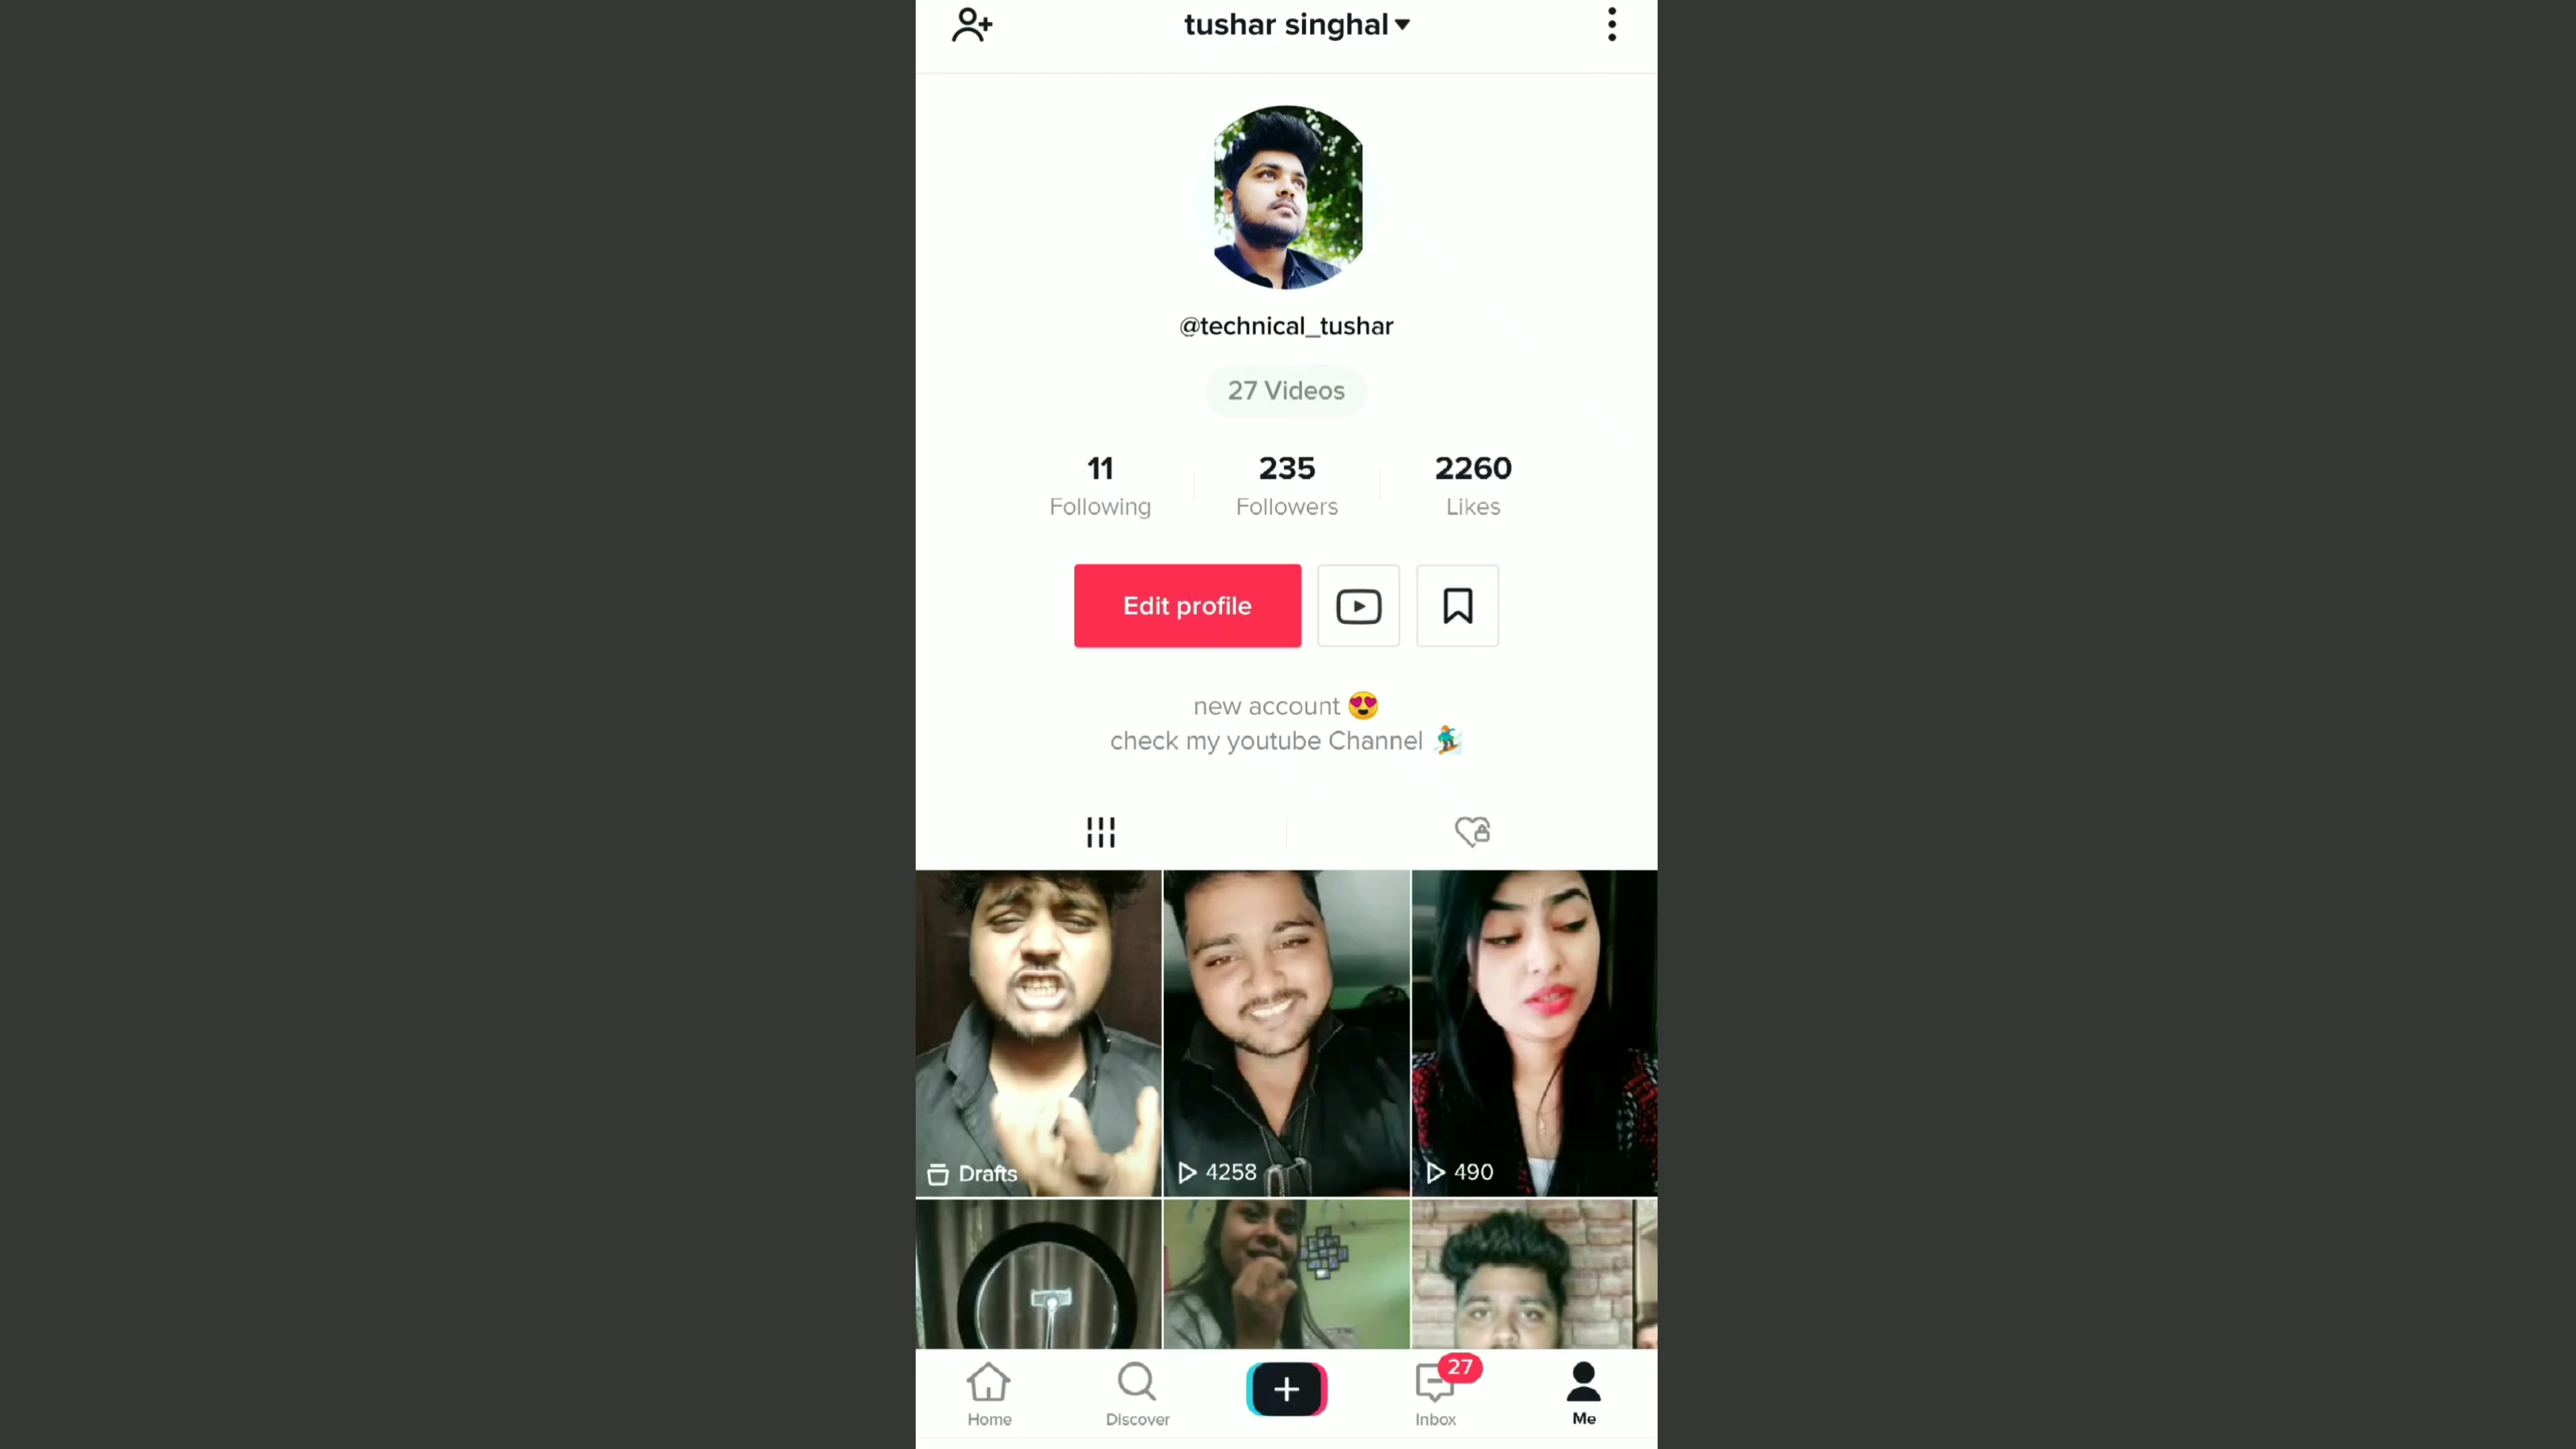 tushar singhal
@technical_tushar
27 Videos
11
Following
235
Followers
2260
Likes
Edit profile
new account 😍
check my youtube Channel 🏂
Drafts
4258
490
Home
Discover
27
Inbox
Me